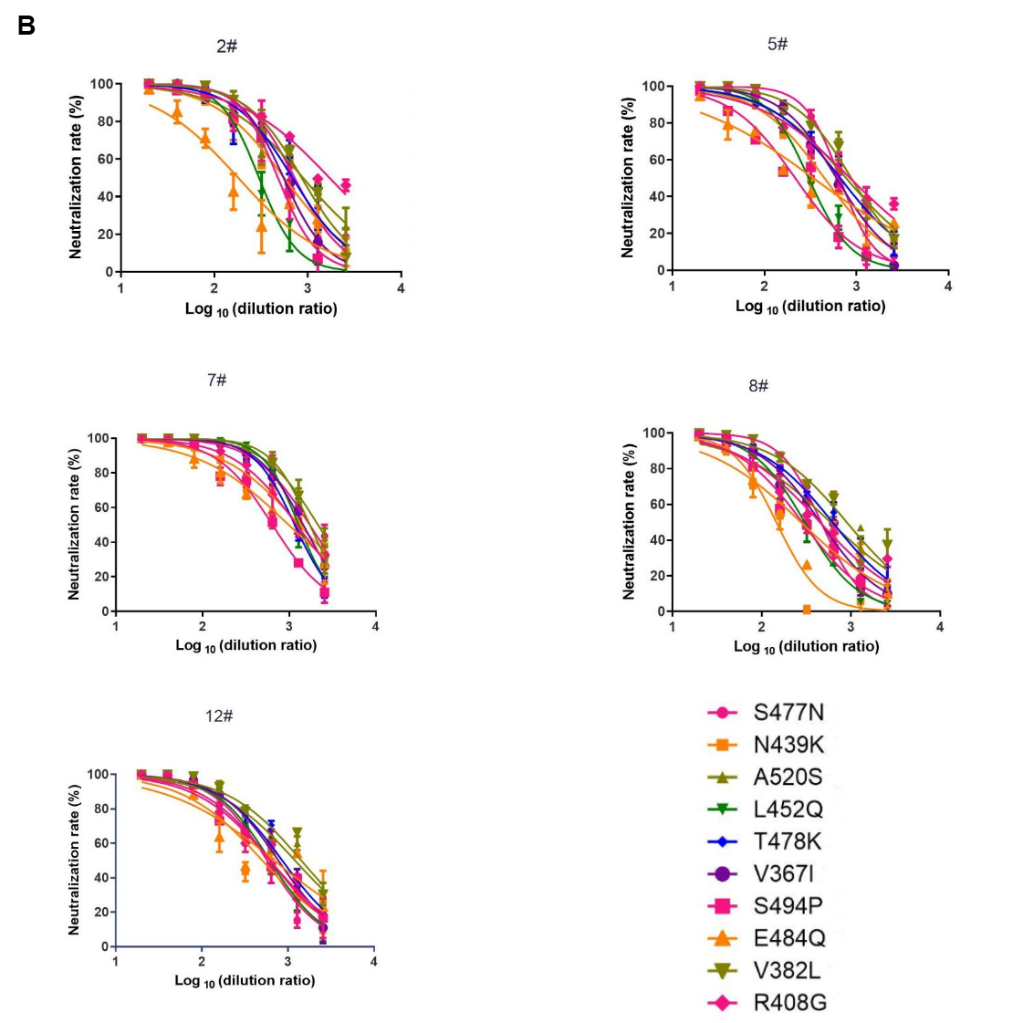 B
2#
Neutralization rate (%)
100
80
60
40
20
0
1
2
3
4
Log 10 (dilution ratio)
5#
Neutralization rate (%)
100
80
60
40
20
0
1
2
3
4
Log 10 (dilution ratio)
7#
Neutralization rate (%)
100
80
60
40
20
0
1
2
3
4
Log 10 (dilution ratio)
8#
Neutralization rate (%)
100
80
60
40
20
0
1
2
3
4
Log 10 (dilution ratio)
12#
Neutralization rate (%)
100
80
60
40
20
0
1
2
3
4
Log 10 (dilution ratio)
S477N
N439K
A520S
L452Q
T478K
V367I
S494P
E484Q
V382L
R408G